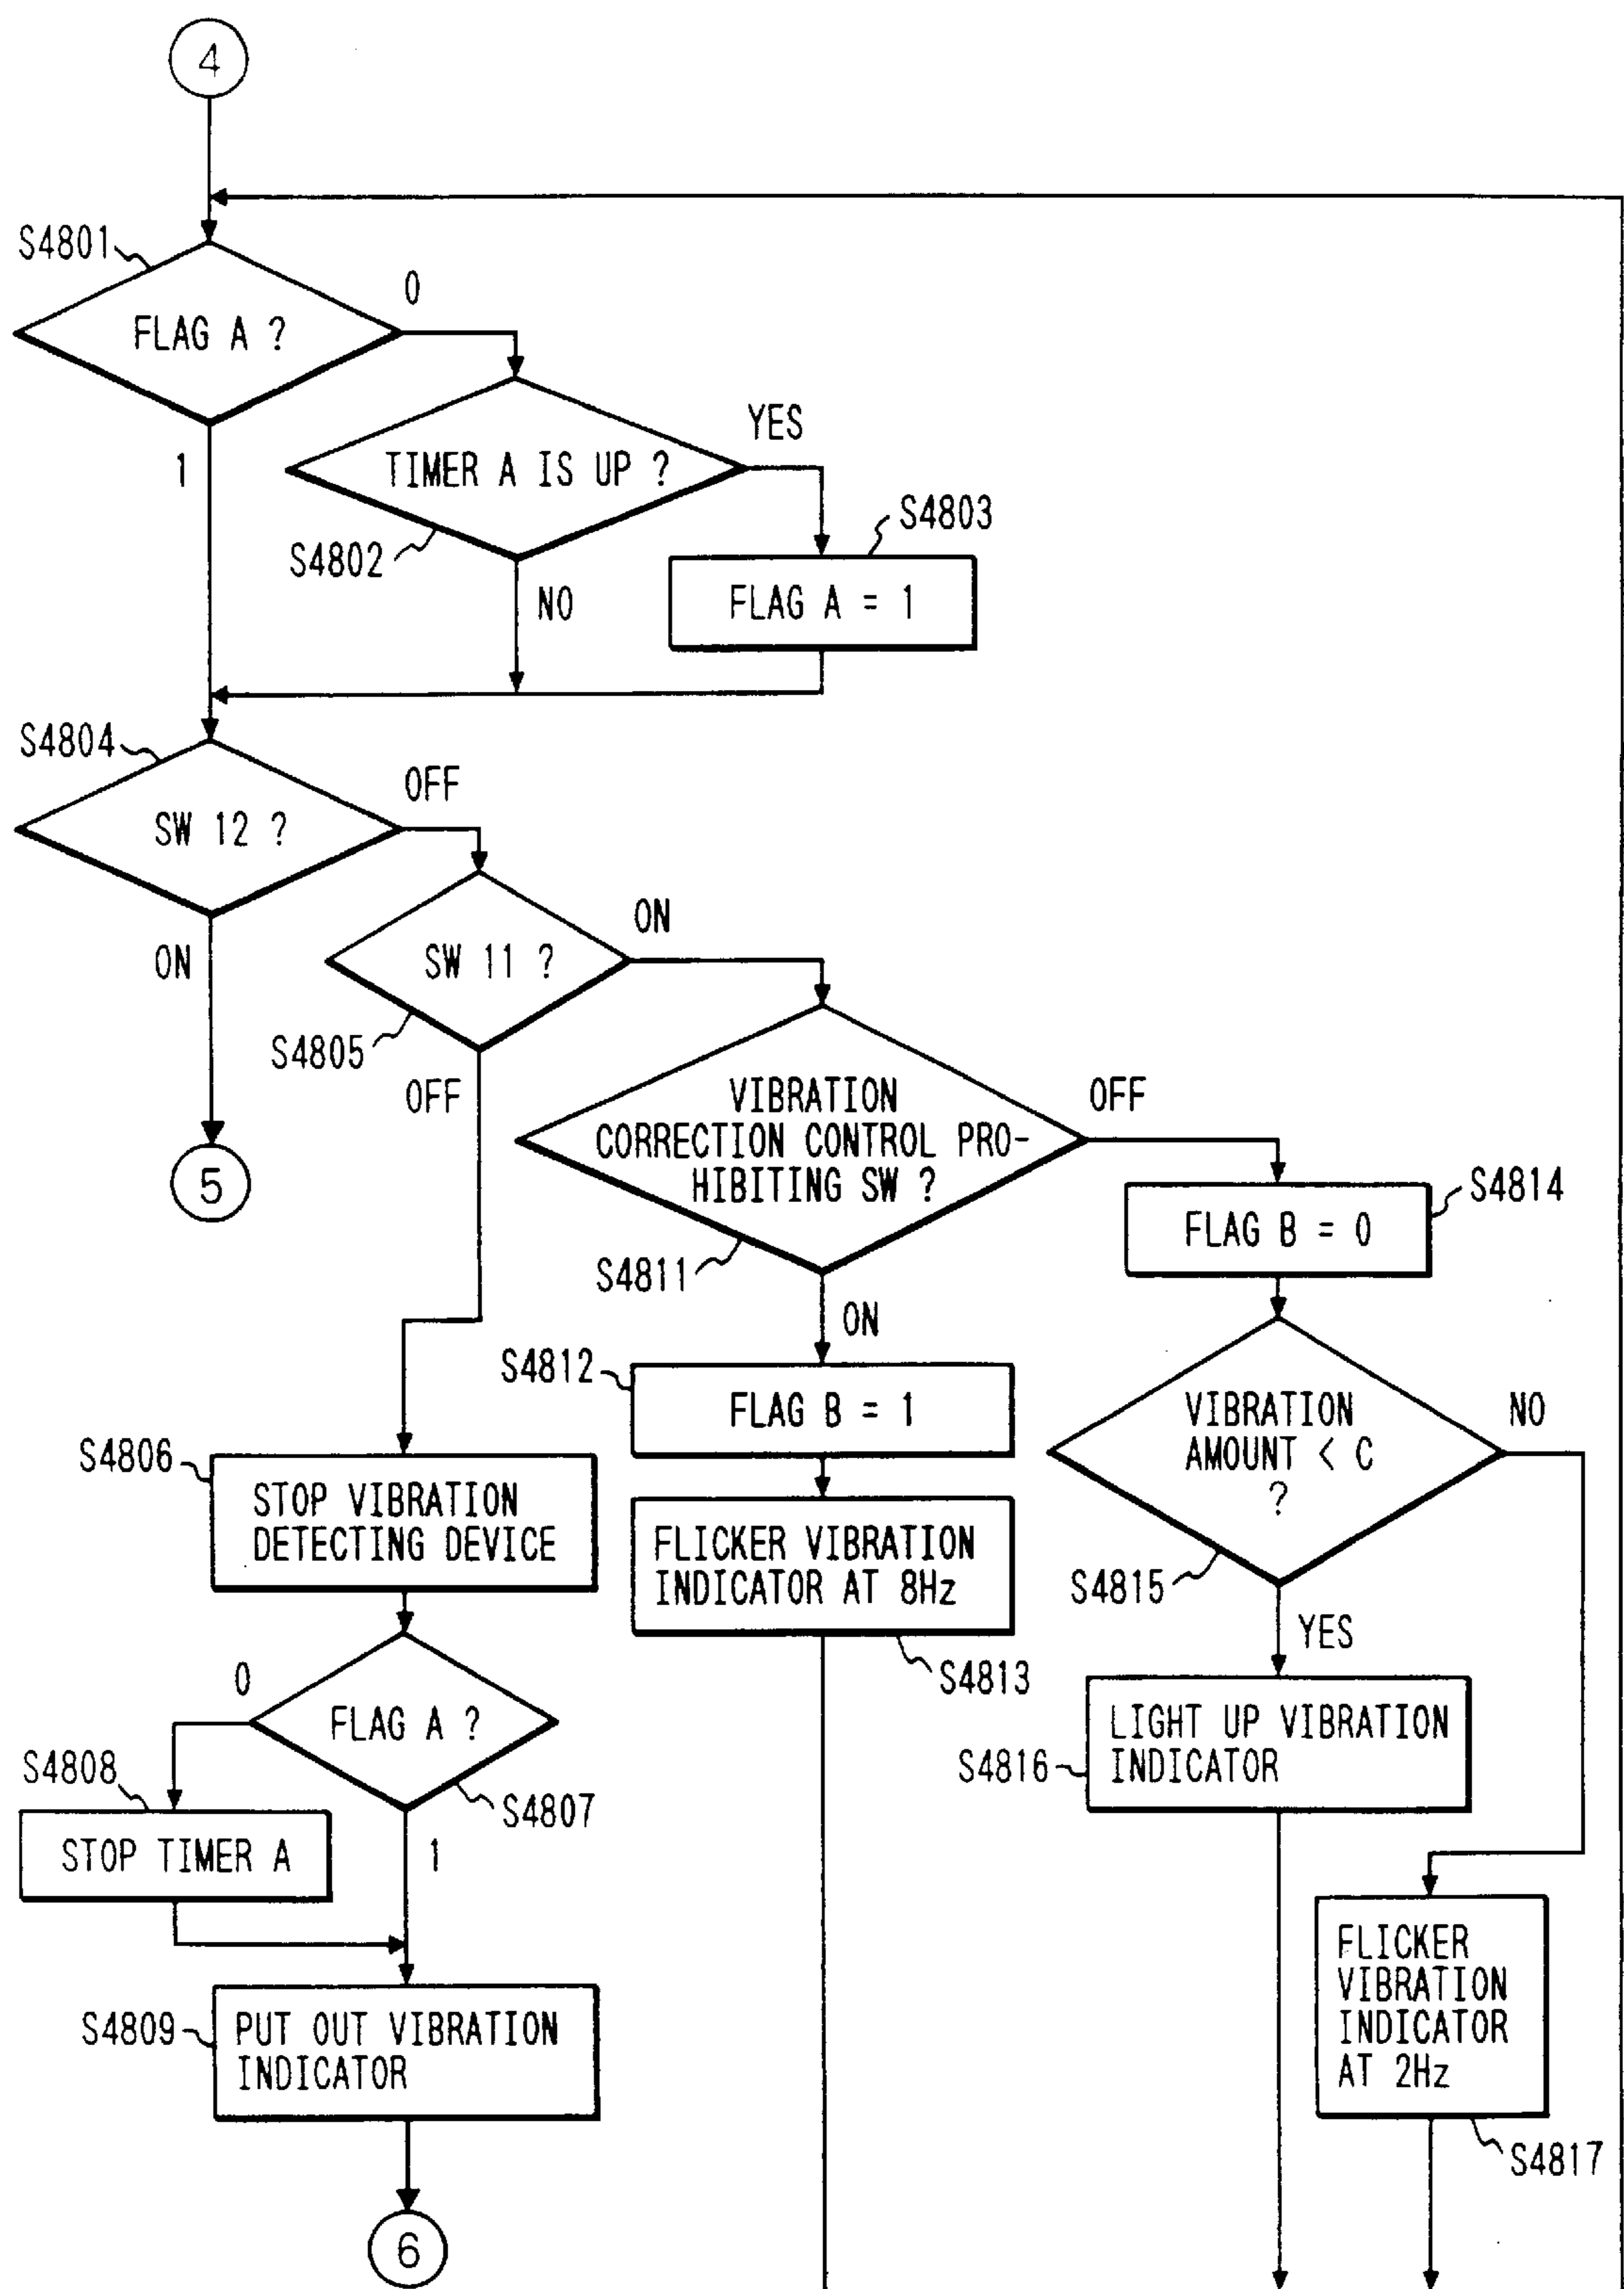 4
S4801
FLAG A ?
0
1
TIMER A IS UP ?
YES
S4802
NO
S4803
FLAG A = 1
S4804
SW 12 ?
OFF
ON
5
SW 11 ?
ON
S4805
OFF
VIBRATION
CORRECTION CONTROL PRO-
HIBITING SW ?
OFF
S4811
ON
S4814
FLAG B = 0
S4812
FLAG B = 1
VIBRATION
AMOUNT < C
?
NO
S4815
YES
S4806
STOP VIBRATION
DETECTING DEVICE
FLICKER VIBRATION
INDICATOR AT 8Hz
S4813
0
FLAG A ?
S4807
1
S4808
STOP TIMER A
S4816
LIGHT UP VIBRATION
INDICATOR
S4809
PUT OUT VIBRATION
INDICATOR
FLICKER
VIBRATION
INDICATOR
AT 2Hz
S4817
6